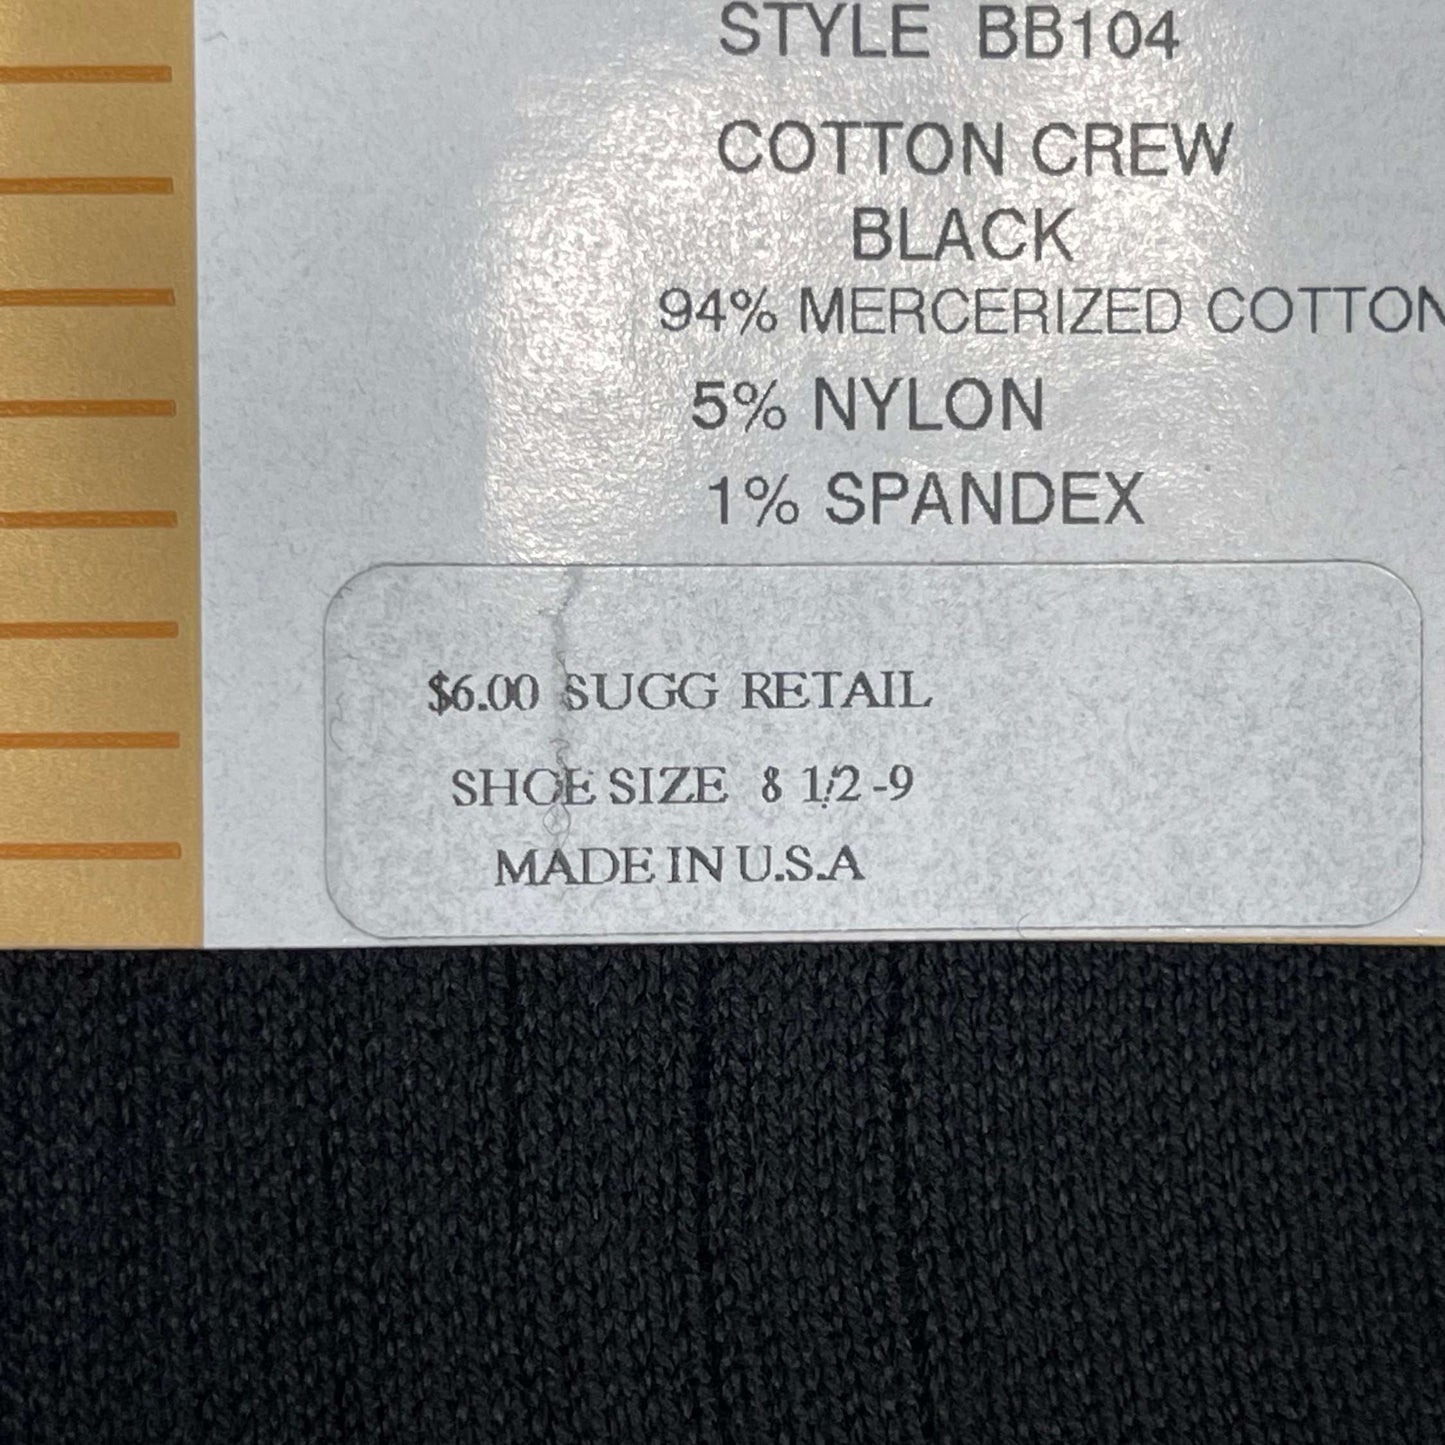 STYLE BB104
COTTON CREW
BLACK
94% MERCERIZED COTTON
5% NYLON
1% SPANDEX
$6.00 SUGG RETAIL
SHOE SIZE 8 1/2 -9
MADE IN U.S.A